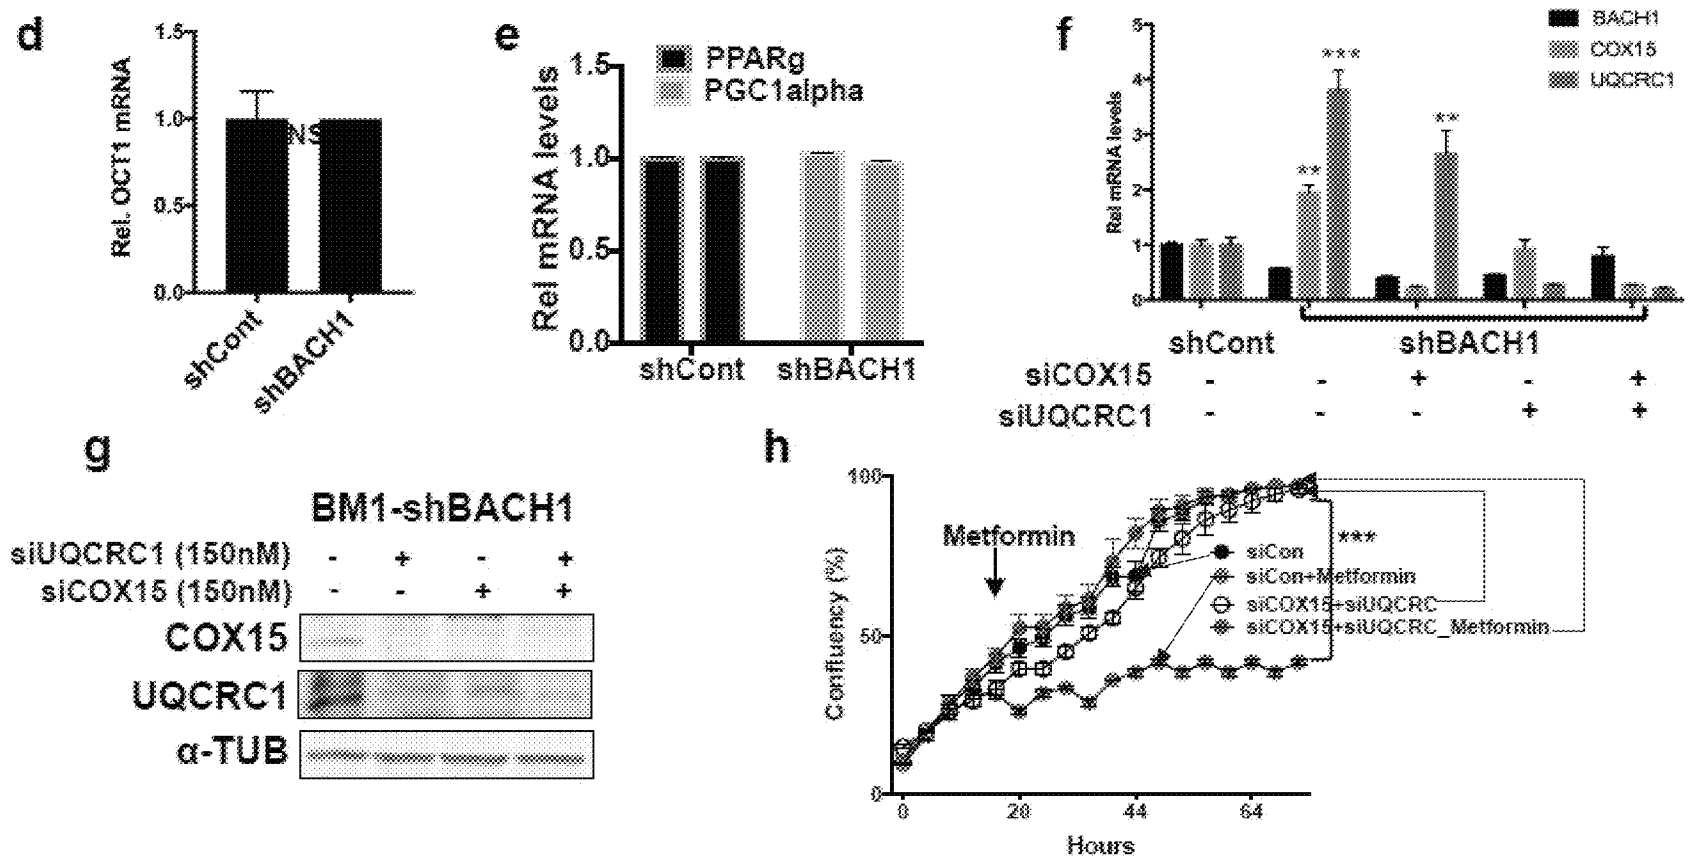 d
Rel. OCT1 mRNA
1.5
1.0
0.5
0.0
NS
shCont
shBACH1
e
Rel mRNA levels
1.5
1.0
0.5
0.0
PPARg
PGC1alpha
shCont shBACH1
f
Rel mRNA levels
5
4
3
2
1
0
BACH1
COX15
UQCRC1
** *** **
shCont shBACH1
siCOX15 - - + - +
siUQCRC1 - - - + +
g
BM1-shBACH1
siUQCRC1 (150nM) - + - +
siCOX15 (150nM) - - + +
COX15
UQCRC1
α-TUB
h
Confluency (%)
100
50
0
Metformin
siCon
siCon+Metformin
siCOX15+siUQCRC
siCOX15+siUQCRC_Metformin
***
0 20 44 64
Hours